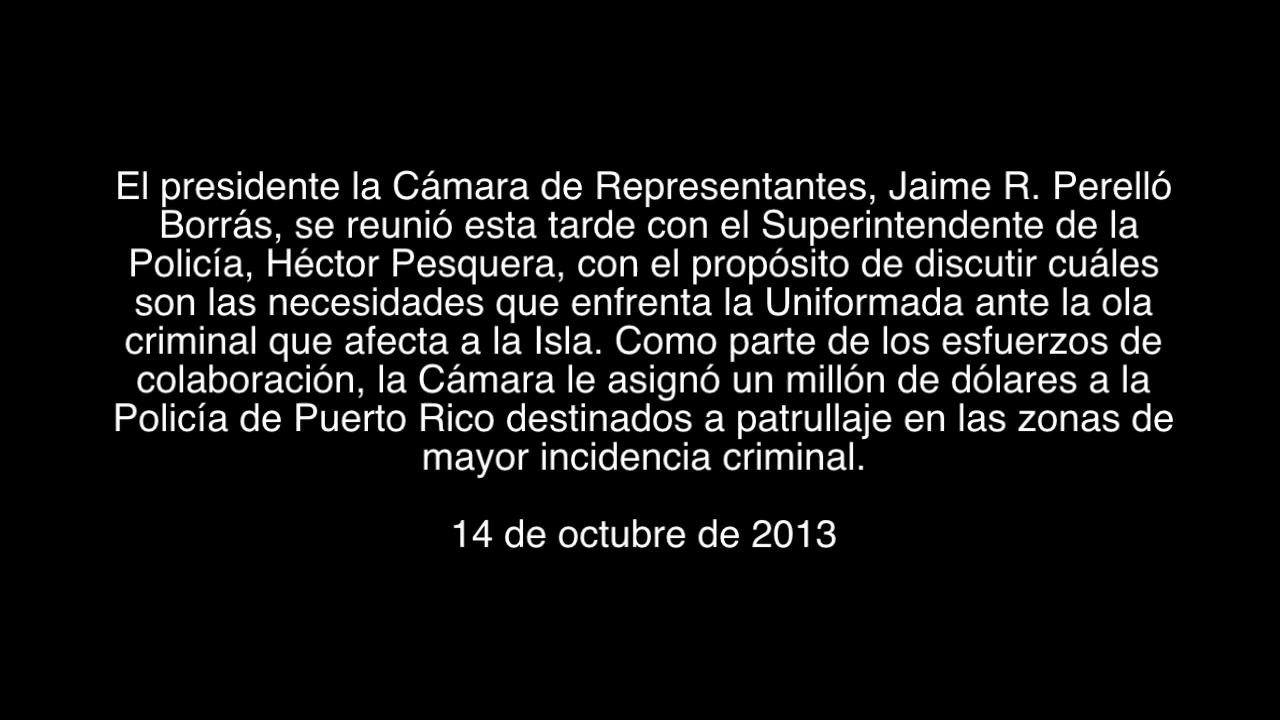 El presidente la Cámara de Representantes, Jaime R. Perelló
Borrás, se reunió esta tarde con el Superintendente de la
Policía, Héctor Pesquera, con el propósito de discutir cuáles
son las necesidades que enfrenta la Uniformada ante la ola
criminal que afecta a la Isla. Como parte de los esfuerzos de
colaboración, la Cámara le asignó un millón de dólares a la
Policía de Puerto Rico destinados a patrullaje en las zonas de
mayor incidencia criminal.
14 de octubre de 2013